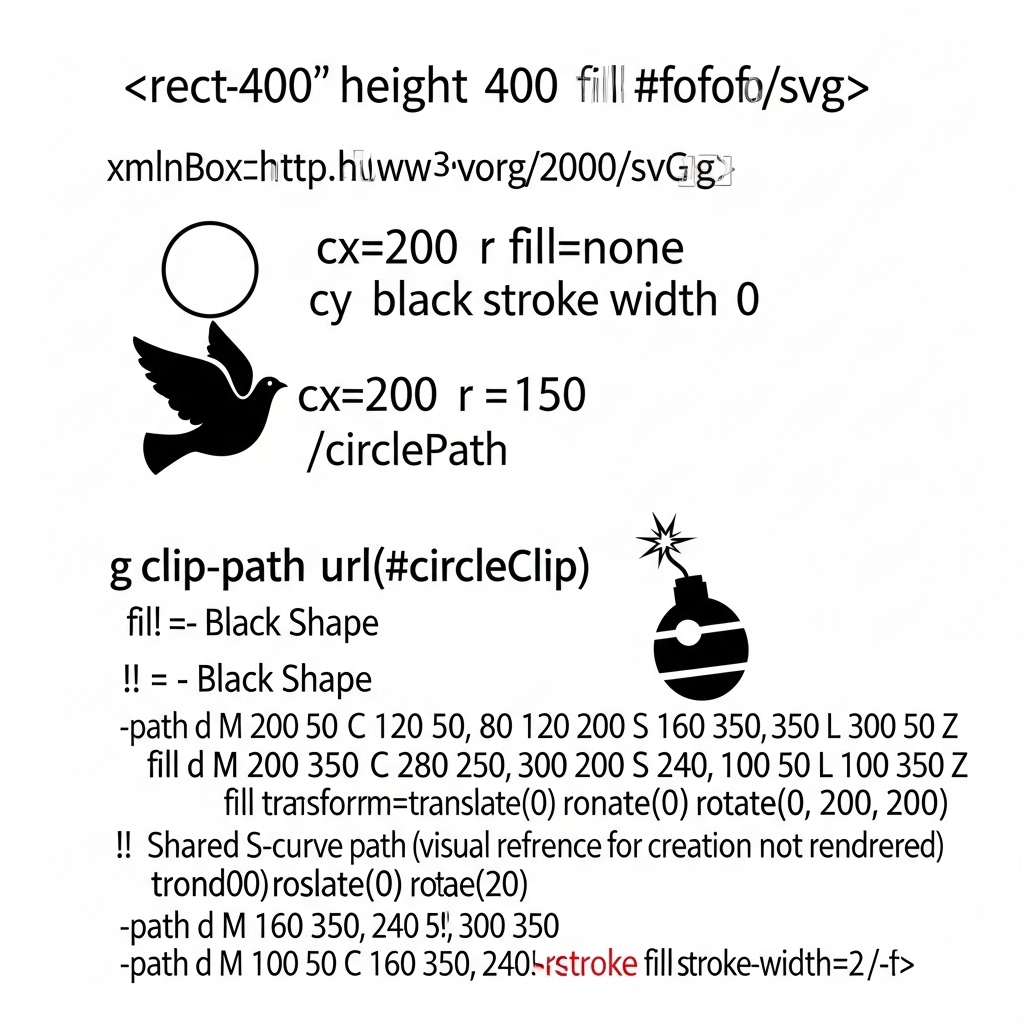 <rect-400” height 400 fill #fofofo/svg>
xmlnBox=http.hww3·vorg/2000/svG g>
cx=200 r fill=none
cy black stroke width 0
cx=200 r =150
/circlePath
g clip-path url(#circleClip)
fil! =- Black Shape
!! = - Black Shape
-path d M 200 50 C 120 50, 80 120 200 S 160 350, 350 L 300 50 Z
fill d M 200 350 C 280 250, 300 200 S 240, 100 50 L 100 350 Z
fill transforrm=translate(0) ronate(0) rotate(0, 200, 200)
!! Shared S-curve path (visual refrence for creation not rendrered)
trond00) roslate(0) rotae(20)
-path d M 160 350, 240 5!, 300 350
-path d M 100 50 C 160 350, 240!-rstroke fill stroke-width=2 /-f>